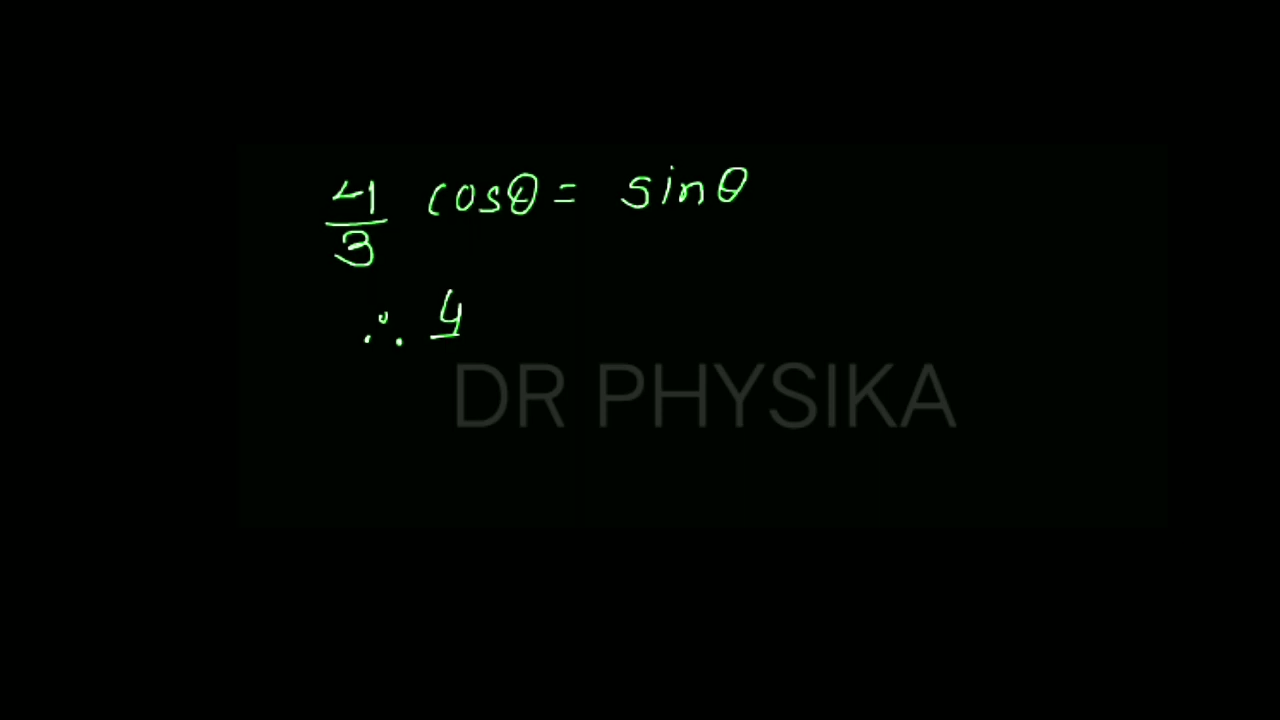 4/3 cosθ = sinθ
∴ 4
DR PHYSIKA